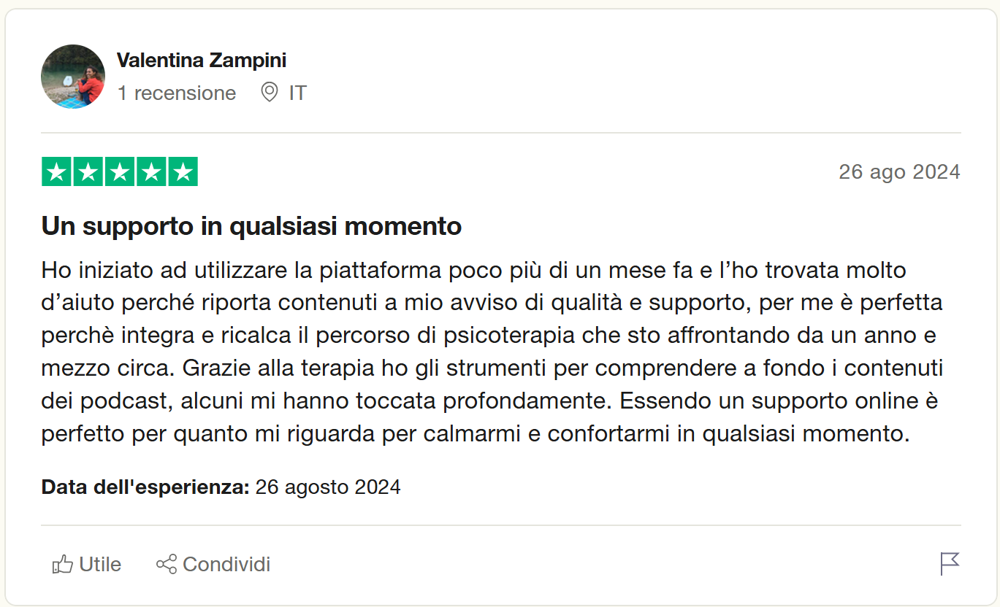 Valentina Zampini
1 recensione IT
26 ago 2024
Un supporto in qualsiasi momento
Ho iniziato ad utilizzare la piattaforma poco più di un mese fa e l’ho trovata molto
d’aiuto perché riporta contenuti a mio avviso di qualità e supporto, per me è perfetta
perchè integra e ricalca il percorso di psicoterapia che sto affrontando da un anno e
mezzo circa. Grazie alla terapia ho gli strumenti per comprendere a fondo i contenuti
dei podcast, alcuni mi hanno toccata profondamente. Essendo un supporto online è
perfetto per quanto mi riguarda per calmarmi e confortarmi in qualsiasi momento.
Data dell'esperienza: 26 agosto 2024
Utile Condividi